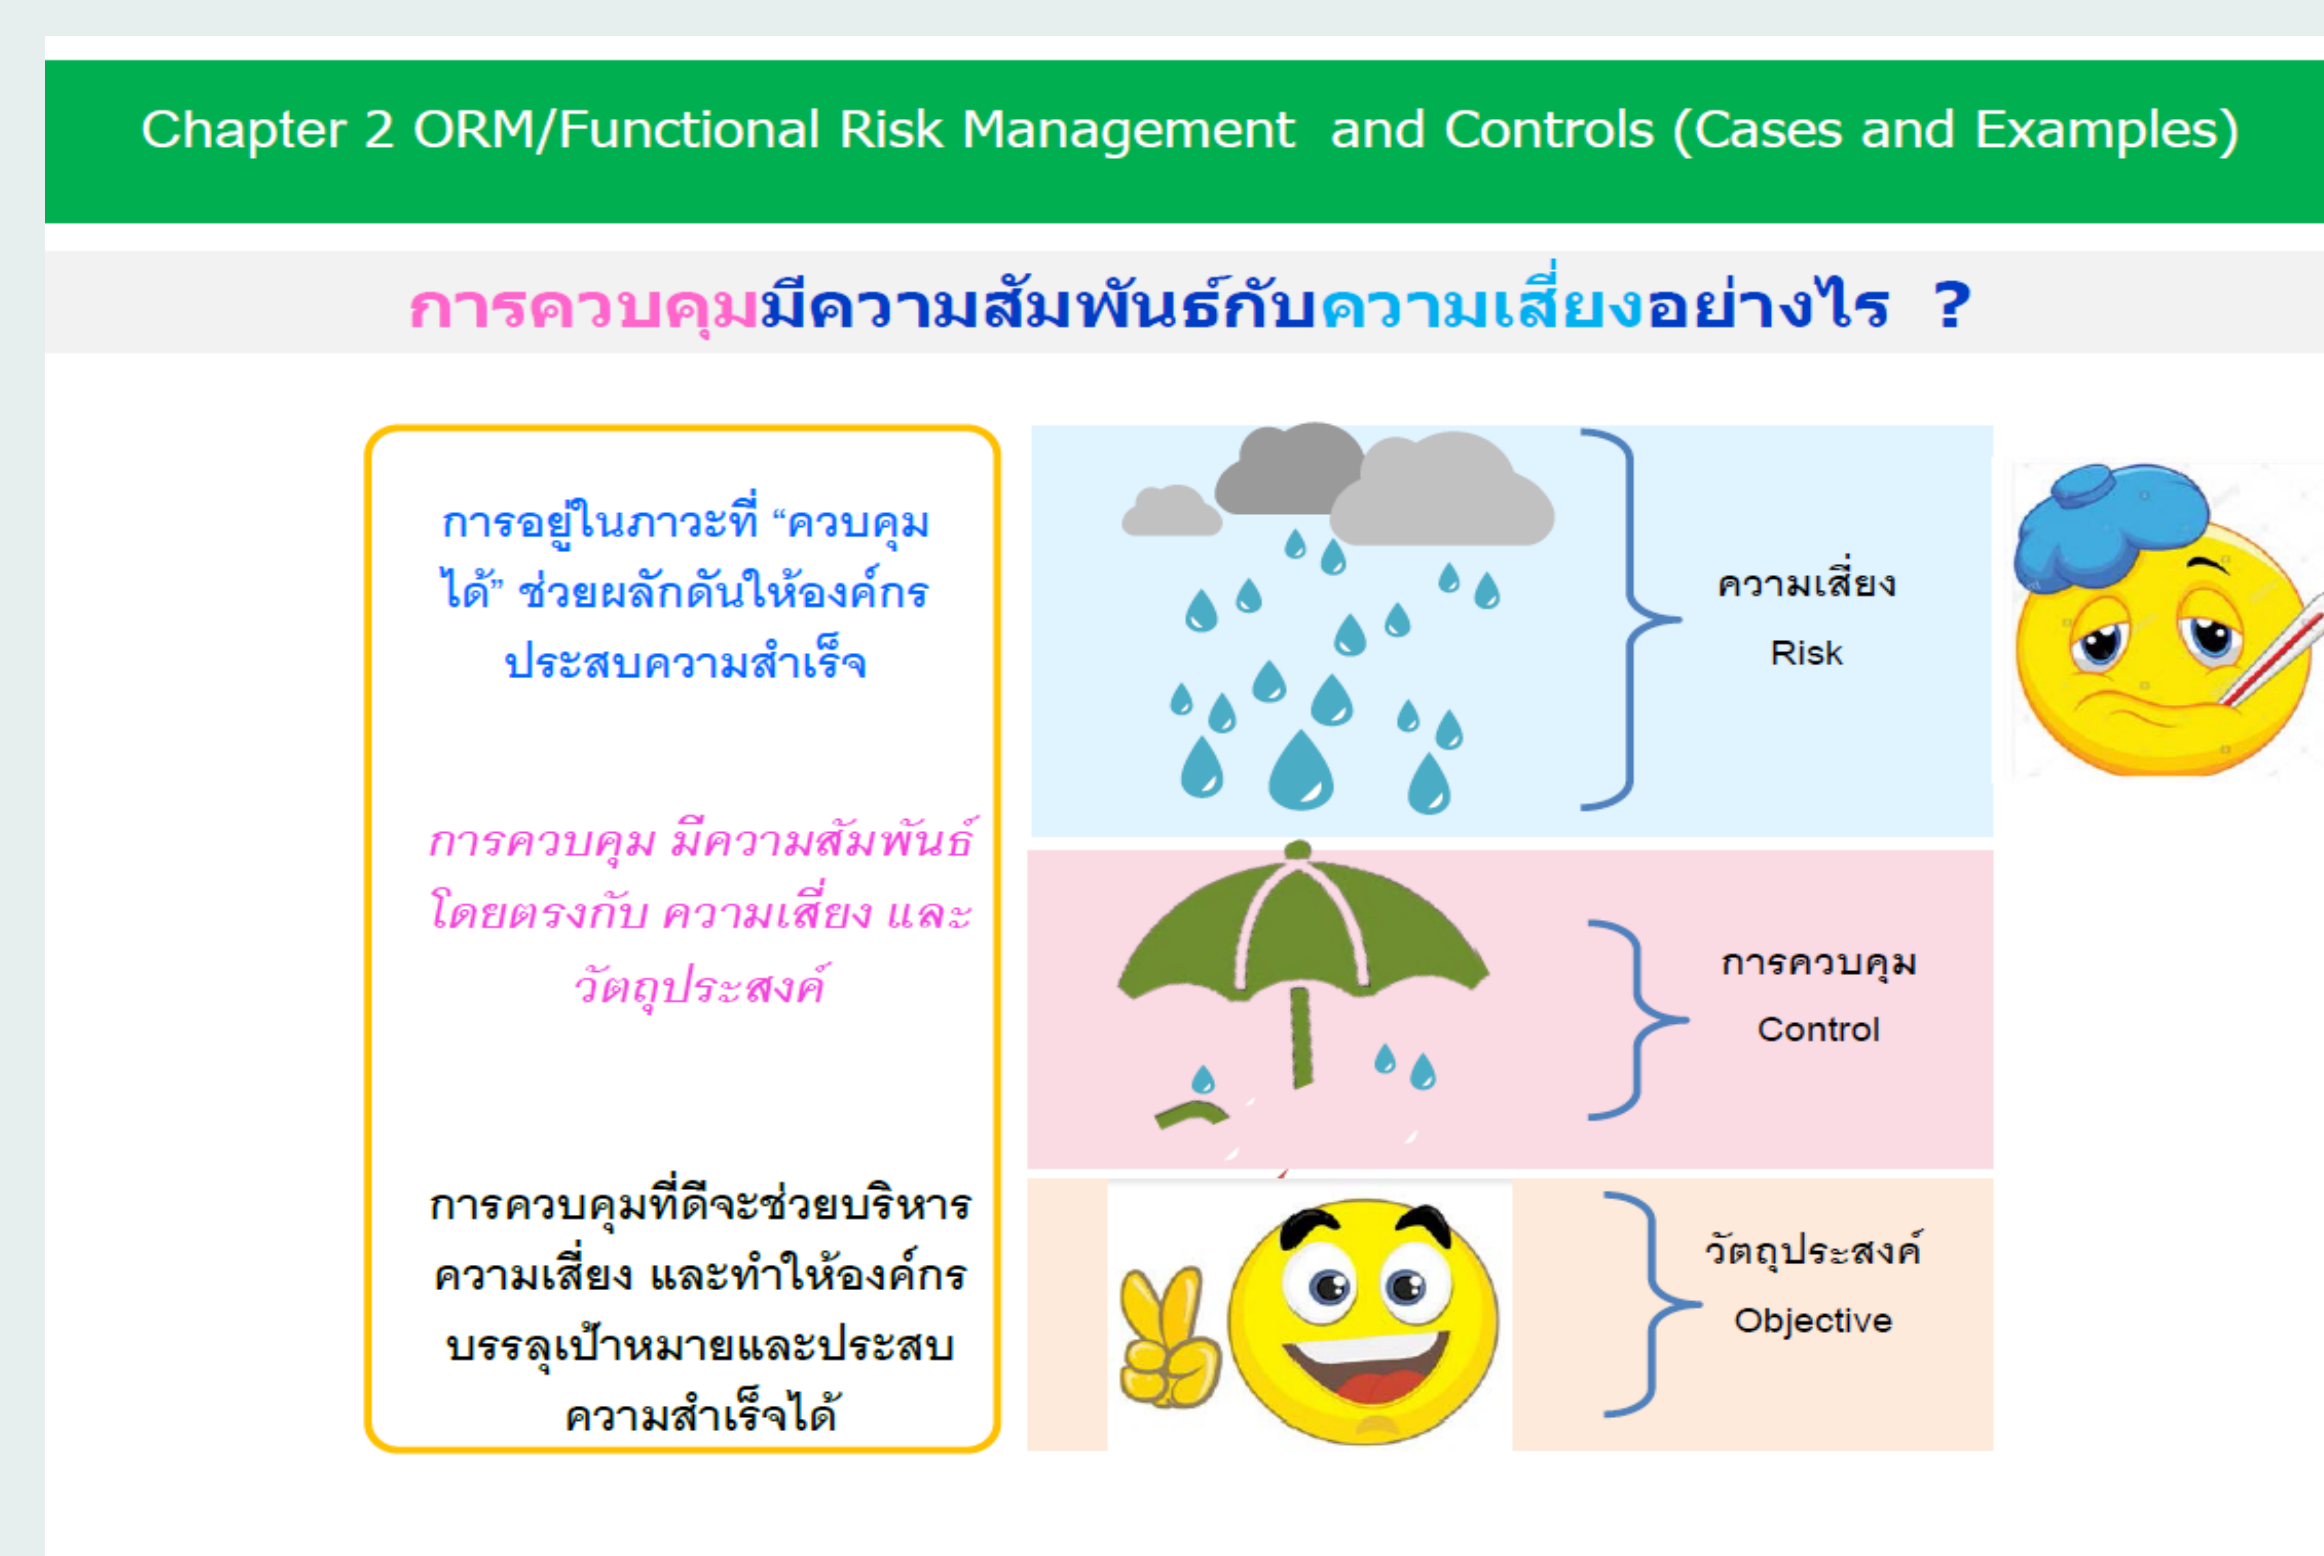 Chapter 2 ORM/Functional Risk Management and Controls (Cases and Examples)
การควบคุมมีความสัมพันธ์กับความเสี่ยงอย่างไร ?
การอยู่ในภาวะที่ “ควบคุม
ได้” ช่วยผลักดันให้องค์กร
ประสบความสำเร็จ
การควบคุม มีความสัมพันธ์
โดยตรงกับ ความเสี่ยง และ
วัตถุประสงค์
การควบคุมที่ดีจะช่วยบริหาร
ความเสี่ยง และทำให้องค์กร
บรรลุเป้าหมายและประสบ
ความสำเร็จได้
ความเสี่ยง
Risk
การควบคุม
Control
วัตถุประสงค์
Objective